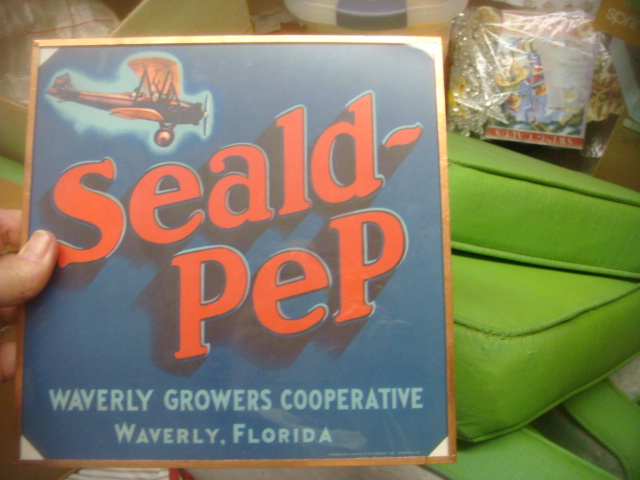 Seald-
PeP
WAVERLY GROWERS COOPERATIVE
WAVERLY, FLORIDA